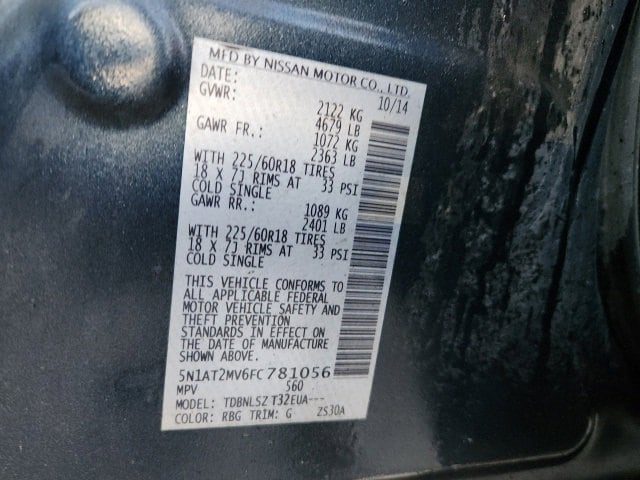 MFD BY NISSAN MOTOR CO., LTD.
DATE: 10/14
GVWR: 2122 KG
4679 LB
GAWR FR.: 1072 KG
2363 LB
WITH 225/60R18 TIRES
18 X 7J RIMS AT 33 PSI
COLD SINGLE
GAWR RR.: 1089 KG
2401 LB
WITH 225/60R18 TIRES
18 X 7J RIMS AT 33 PSI
COLD SINGLE
THIS VEHICLE CONFORMS TO
ALL APPLICABLE FEDERAL
MOTOR VEHICLE SAFETY AND
THEFT PREVENTION
STANDARDS IN EFFECT ON
THE DATE OF MANUFACTURE
SHOWN ABOVE.
5N1AT2MV6FC781056
MPV 560
MODEL: TDBNLSZ T32EUA---
COLOR: RBG TRIM: G ZS30A